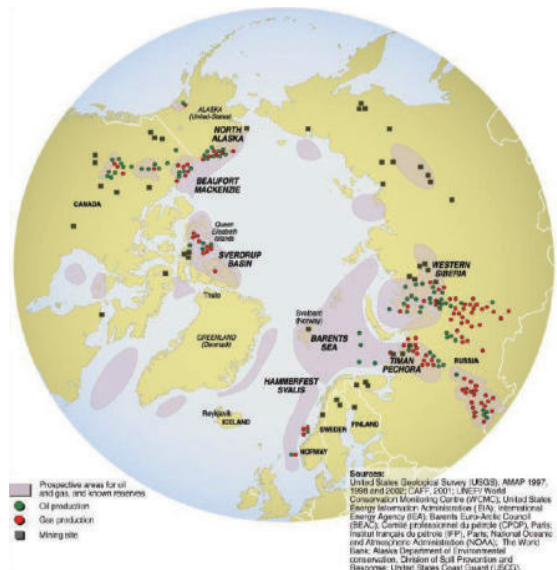 ALASKA
(United-States)
NORTH
ALASKA
BEAUFORT
MACKENZIE
CANADA
Queen
Elisabeth
Islands
SVERDRUP
BASIN
Thule
GREENLAND
(Denmark)
Svalbard
(Norway)
BARENTS
SEA
WESTERN
SIBERIA
TIMAN
PECHORA
RUSSIA
HAMMERFEST
SVALIS
Reykjavik
ICELAND
NORWAY
SWEDEN
FINLAND
Prospective areas for oil
and gas, and known reserves
Oil production
Gas production
Mining site
Sources:
United States Geological Survey (USGS), AMAP 1997,
1998 and 2002; CAFF, 2001; UNEP/ World
Conservation Monitoring Centre (WCMC); United States
Energy Information Administration (EIA); International
Energy Agency (IEA); Barents Euro-Arctic Council
(BEAC); Comité professionnel du pétrole (CPDP), Paris;
Institut français du pétrole (IFP), Paris; National Oceanic
and Atmospheric Administration (NOAA); The World
Bank; Alaska Department of Environmental
conservation, Division of Spill Prevention and
Response; United States Coast Guard (USCG).